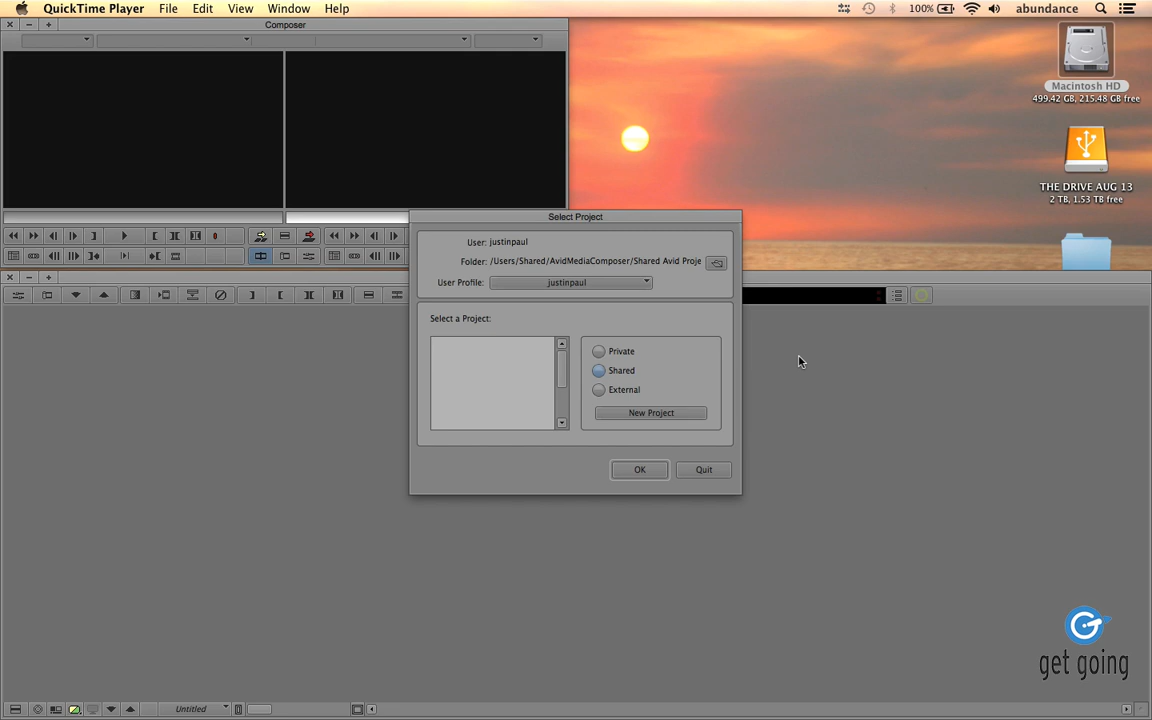 QuickTime Player File Edit View Window Help 100% abundance
Composer
Macintosh HD
499.42 GB, 215.48 GB free
THE DRIVE AUG 13
2 TB, 1.53 TB free
Select Project
User: justinpaul
Folder: /Users/Shared/AvidMediaComposer/Shared Avid Proje
User Profile: justinpaul
Select a Project:
Private
Shared
External
New Project
OK Quit
get going
Untitled